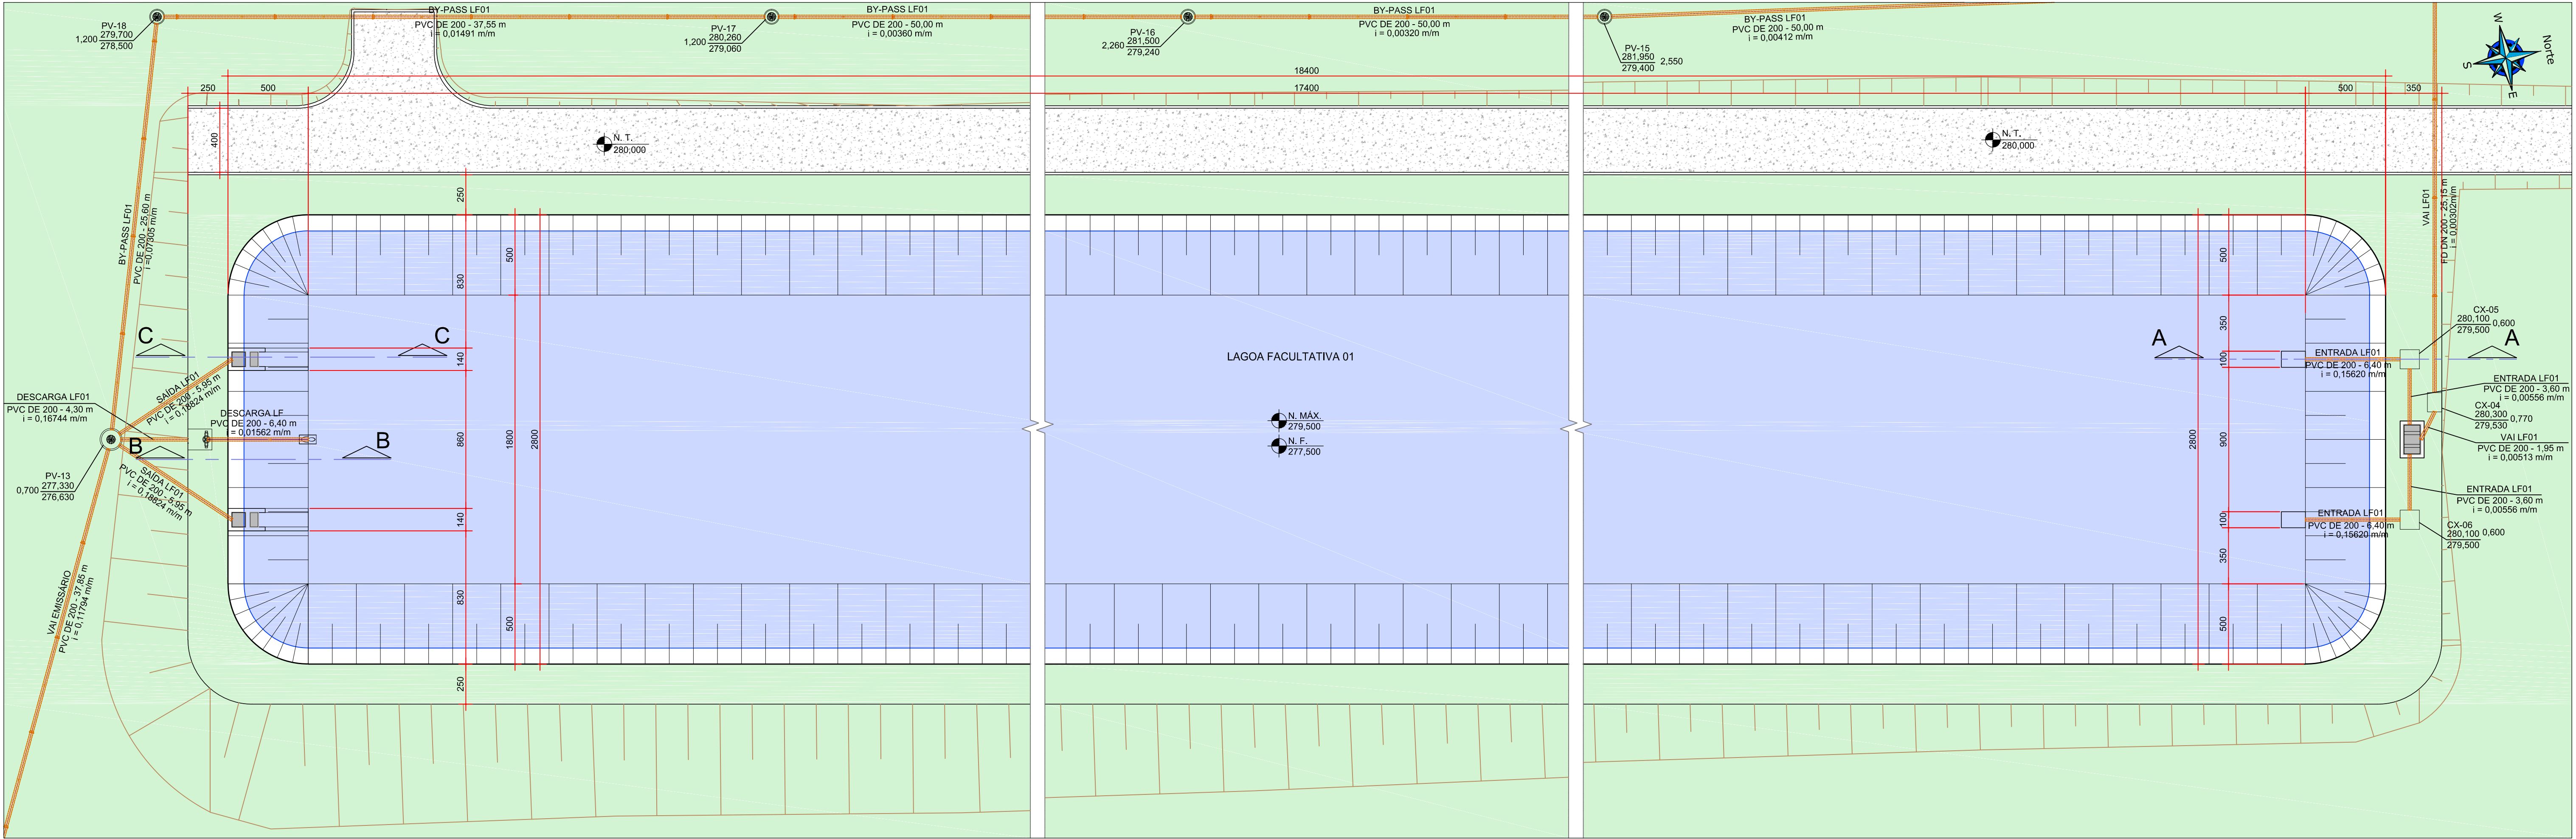 PV-18
279,700
1,200
278,500
BY-PASS LF01
PVC DE 200 - 37,55 m
i = 0,01491 m/m
PV-17
280,260
1,200
279,060
BY-PASS LF01
PVC DE 200 - 50,00 m
i = 0,00360 m/m
PV-16
281,500
2,260
279,240
BY-PASS LF01
PVC DE 200 - 50,00 m
i = 0,00320 m/m
PV-15
281,950
279,400
2,550
BY-PASS LF01
PVC DE 200 - 50,00 m
i = 0,00412 m/m
W
Norte
S
E
18400
17400
250
500
500
350
400
N. T.
280,000
N. T.
280,000
250
BY-PASS LF01
PVC DE 200 - 25,60 m
i =0,07305 m/m
VAI LF01
FD DN 200 - 25,15 m
i = 0,00302m/m
500
830
140
860
140
830
500
250
1800
2800
C
C
SAÍDA LF01
PVC DE 200 - 5,95 m
i = 0,18824 m/m
DESCARGA LF01
PVC DE 200 - 4,30 m
i = 0,16744 m/m
DESCARGA LF
PVC DE 200 - 6,40 m
i = 0,01562 m/m
B
B
PV-13
277,330
0,700
276,630
SAÍDA LF01
PVC DE 200 - 5,95 m
i = 0,18824 m/m
VAI EMISSÁRIO
PVC DE 200 - 37,85 m
i = 0,11794 m/m
LAGOA FACULTATIVA 01
N. MÁX.
279,500
N. F.
277,500
500
350
100
900
100
350
500
2800
A
A
CX-05
280,100
279,500
0,600
ENTRADA LF01
PVC DE 200 - 6,40 m
i = 0,15620 m/m
ENTRADA LF01
PVC DE 200 - 3,60 m
i = 0,00556 m/m
CX-04
280,300
279,530
0,770
VAI LF01
PVC DE 200 - 1,95 m
i = 0,00513 m/m
ENTRADA LF01
PVC DE 200 - 3,60 m
i = 0,00556 m/m
ENTRADA LF01
PVC DE 200 - 6,40 m
i = 0,15620 m/m
CX-06
280,100
279,500
0,600